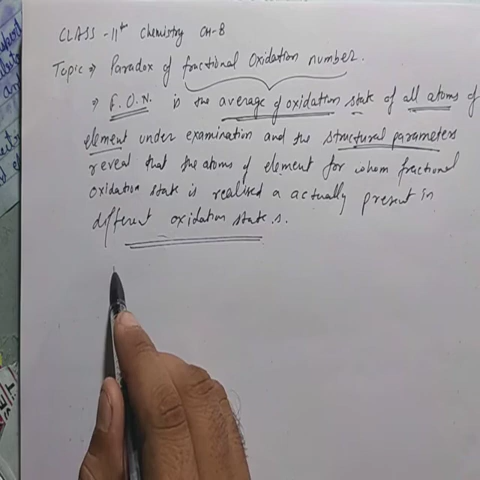 CLASS - 11th Chemistry CH-8
Topic ⇒ Paradox of fractional Oxidation number.
⇒ F.O.N. is the average of oxidation state of all atoms of
element under examination and the structural parameters
reveal that the atoms of element for whom fractional
oxidation state is realised a actually present in
different oxidation state.s.